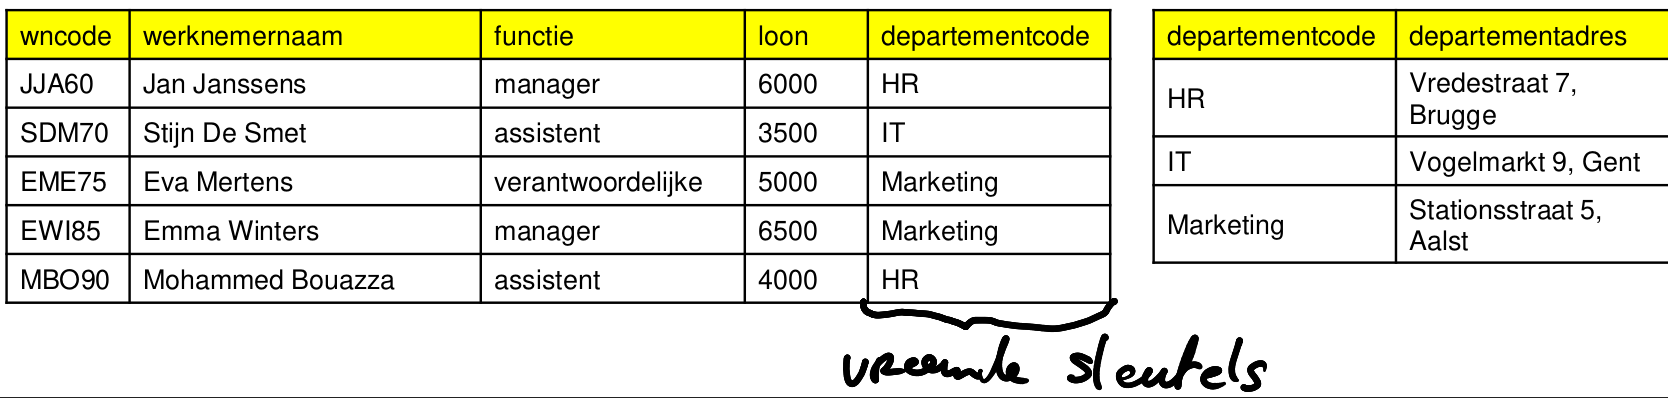 wncode werknemernaam functie loon departementcode
JJA60 Jan Janssens manager 6000 HR
SDM70 Stijn De Smet assistent 3500 IT
EME75 Eva Mertens verantwoordelijke 5000 Marketing
EWI85 Emma Winters manager 6500 Marketing
MBO90 Mohammed Bouazza assistent 4000 HR
departementcode departementadres
HR Vredestraat 7,
Brugge
IT Vogelmarkt 9, Gent
Marketing Stationsstraat 5,
Aalst
vreemde sleutels